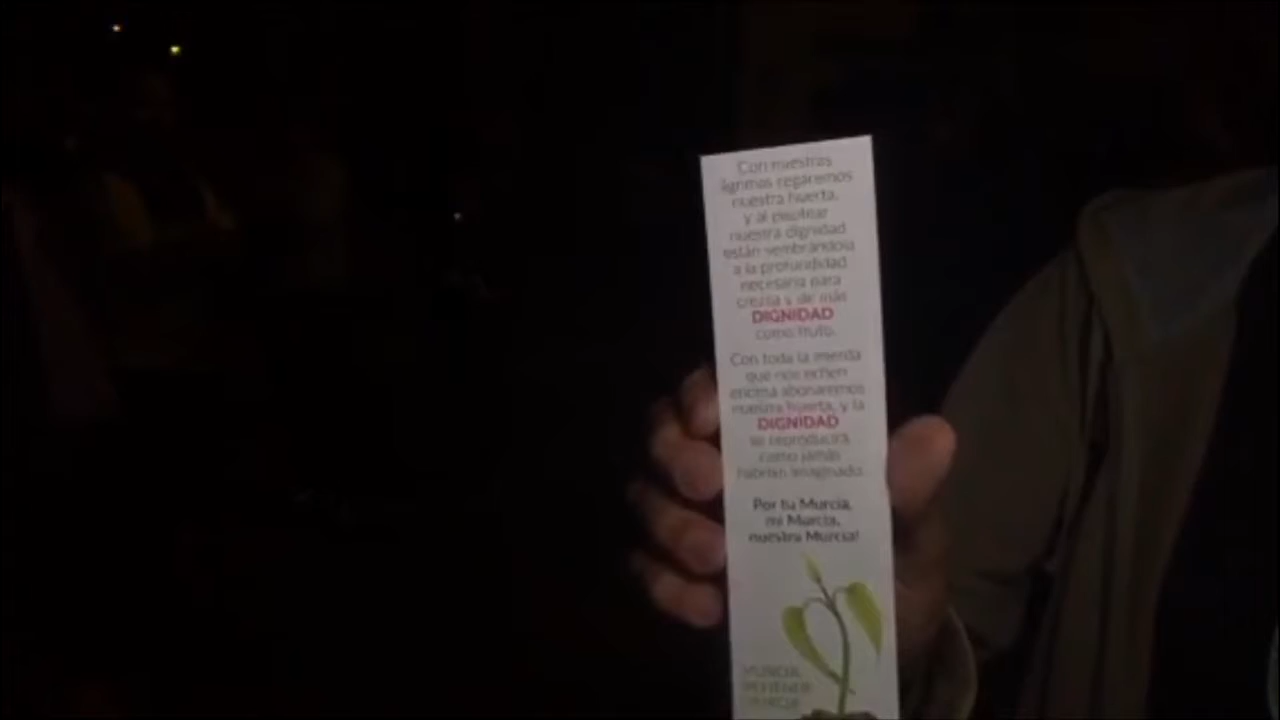 Con nuestras
lágrimas regaremos
nuestra huerta,
y al pisotear
nuestra dignidad
están sembrándola
a la profundidad
necesaria para
crezca y de más
DIGNIDAD
como fruto.
Con toda la mierda
que nos echen
encima abonaremos
nuestra huerta, y la
DIGNIDAD
se reproducirá
como jamás
habrían imaginado.
Por tu Murcia,
mi Murcia,
nuestra Murcia!